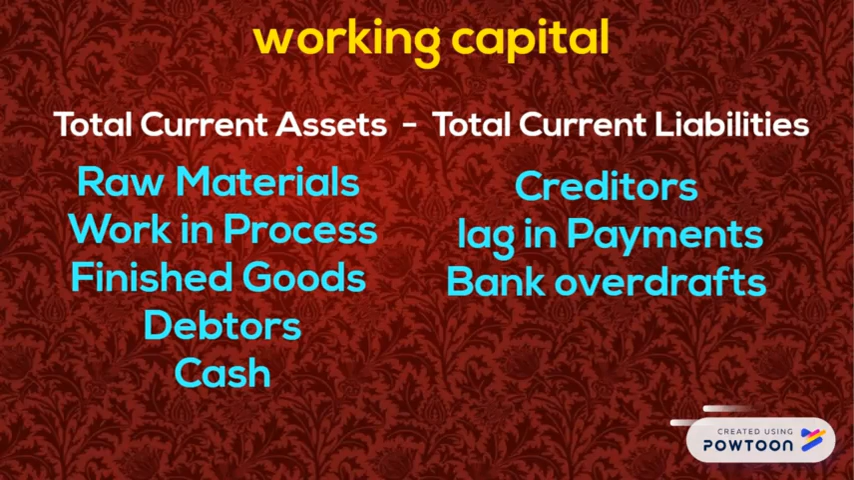 working capital
Total Current Assets - Total Current Liabilities
Raw Materials
Work in Process
Finished Goods
Debtors
Cash
Creditors
lag in Payments
Bank overdrafts
CREATED USING
POWTOON